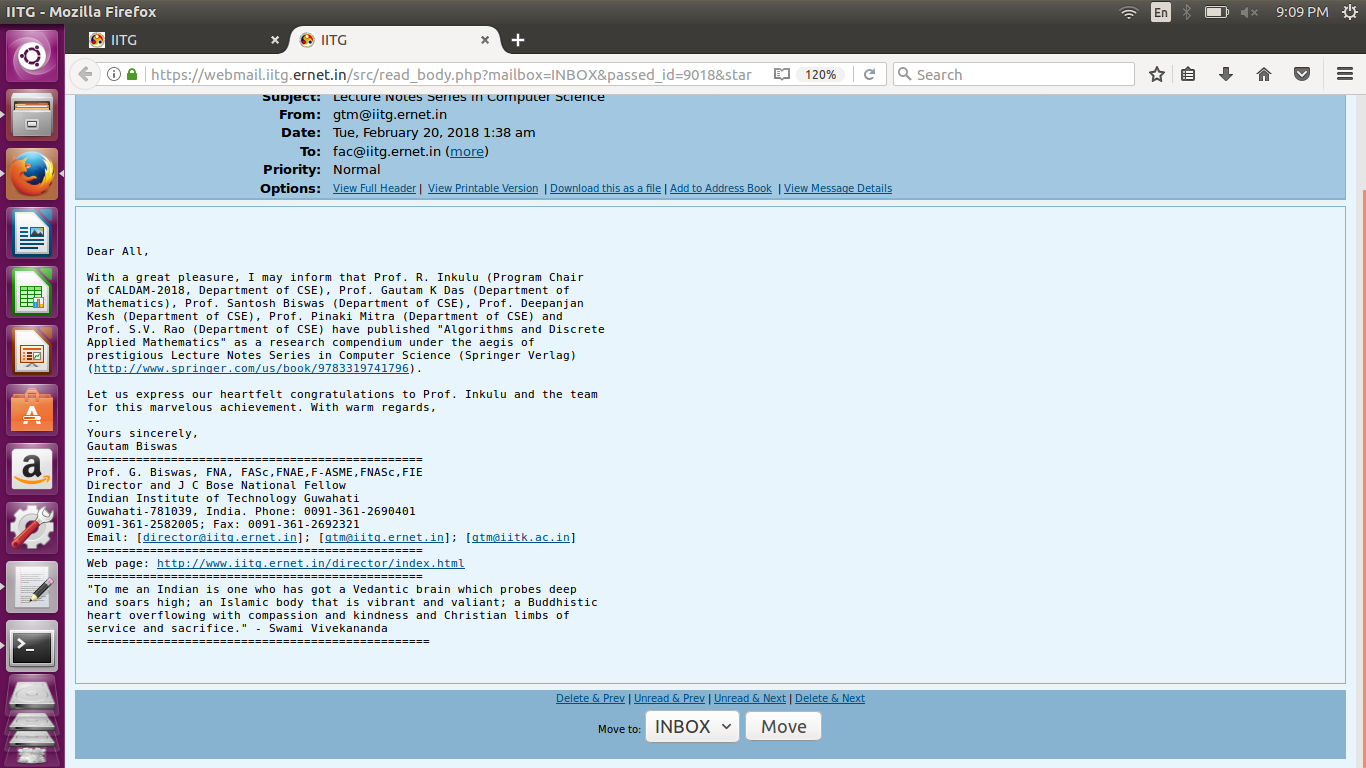 IITG - Mozilla Firefox
En
9:09 PM
IITG
IITG
https://webmail.iitg.ernet.in/src/read_body.php?mailbox=INBOX&passed_id=9018&star
120%
Search
Subject: Lecture Notes Series in Computer Science
From: gtm@iitg.ernet.in
Date: Tue, February 20, 2018 1:38 am
To: fac@iitg.ernet.in (more)
Priority: Normal
Options: View Full Header | View Printable Version | Download this as a file | Add to Address Book | View Message Details
Dear All,
With a great pleasure, I may inform that Prof. R. Inkulu (Program Chair
of CALDAM-2018, Department of CSE), Prof. Gautam K Das (Department of
Mathematics), Prof. Santosh Biswas (Department of CSE), Prof. Deepanjan
Kesh (Department of CSE), Prof. Pinaki Mitra (Department of CSE) and
Prof. S.V. Rao (Department of CSE) have published "Algorithms and Discrete
Applied Mathematics" as a research compendium under the aegis of
prestigious Lecture Notes Series in Computer Science (Springer Verlag)
(http://www.springer.com/us/book/9783319741796).
Let us express our heartfelt congratulations to Prof. Inkulu and the team
for this marvelous achievement. With warm regards,
--
Yours sincerely,
Gautam Biswas
================================================
Prof. G. Biswas, FNA, FASc,FNAE,F-ASME,FNASc,FIE
Director and J C Bose National Fellow
Indian Institute of Technology Guwahati
Guwahati-781039, India. Phone: 0091-361-2690401
0091-361-2582005; Fax: 0091-361-2692321
Email: [director@iitg.ernet.in]; [gtm@iitg.ernet.in]; [gtm@iitk.ac.in]
================================================
Web page: http://www.iitg.ernet.in/director/index.html
================================================
"To me an Indian is one who has got a Vedantic brain which probes deep
and soars high; an Islamic body that is vibrant and valiant; a Buddhistic
heart overflowing with compassion and kindness and Christian limbs of
service and sacrifice." - Swami Vivekananda
=================================================
Delete & Prev | Unread & Prev | Unread & Next | Delete & Next
Move to: INBOX Move